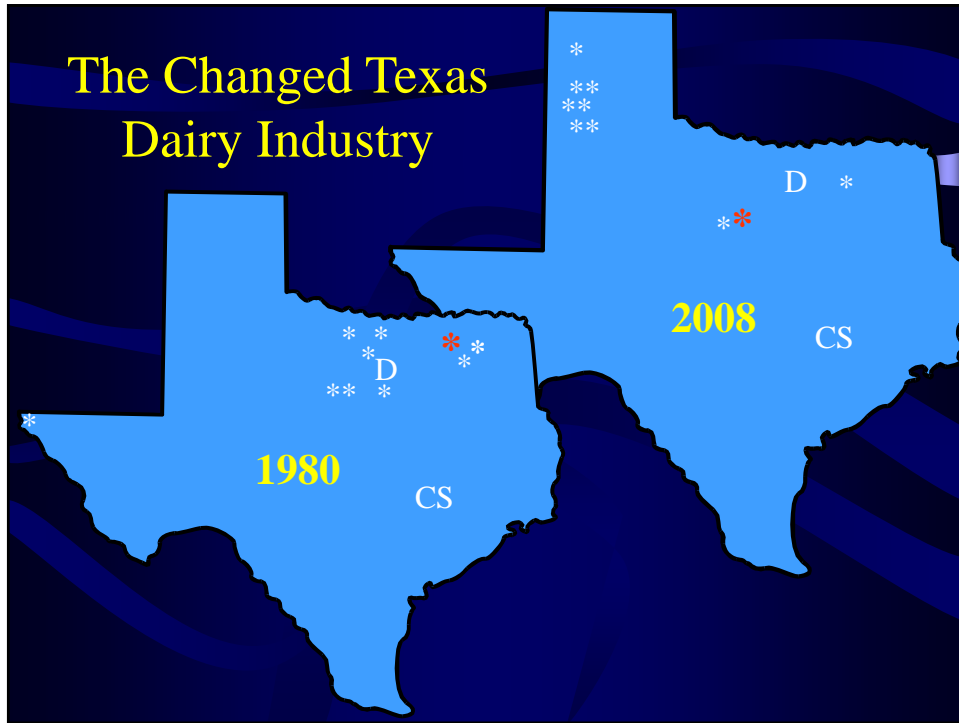 The Changed Texas
Dairy Industry
*
**
**
**
D *
**
2008
CS
* *
* *
* *
D
** *
*
1980
CS